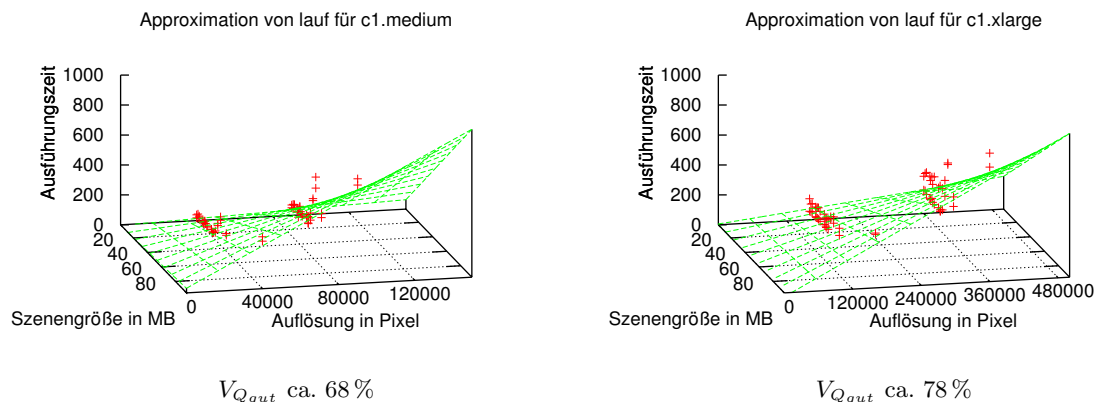 Approximation von lauf für c1.medium
Ausführungszeit
1000
800
600
400
200
0
20
40
60
80
0
40000
80000
120000
Szenengröße in MB
Auflösung in Pixel
V_{Q_{gut}} ca. 68 %
Approximation von lauf für c1.xlarge
Ausführungszeit
1000
800
600
400
200
0
20
40
60
80
0
120000
240000
360000
480000
Szenengröße in MB
Auflösung in Pixel
V_{Q_{gut}} ca. 78 %